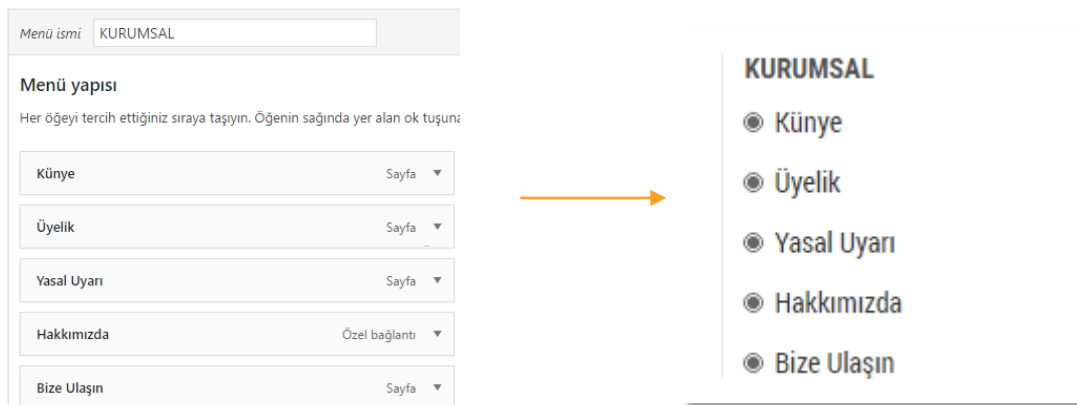 Menü ismi KURUMSAL
Menü yapısı
Her öğeyi tercih ettiğiniz sıraya taşıyın. Öğenin sağında yer alan ok tuşuna
Künye Sayfa
Üyelik Sayfa
Yasal Uyarı Sayfa
Hakkımızda Özel bağlantı
Bize Ulaşın Sayfa
KURUMSAL
Künye
Üyelik
Yasal Uyarı
Hakkımızda
Bize Ulaşın